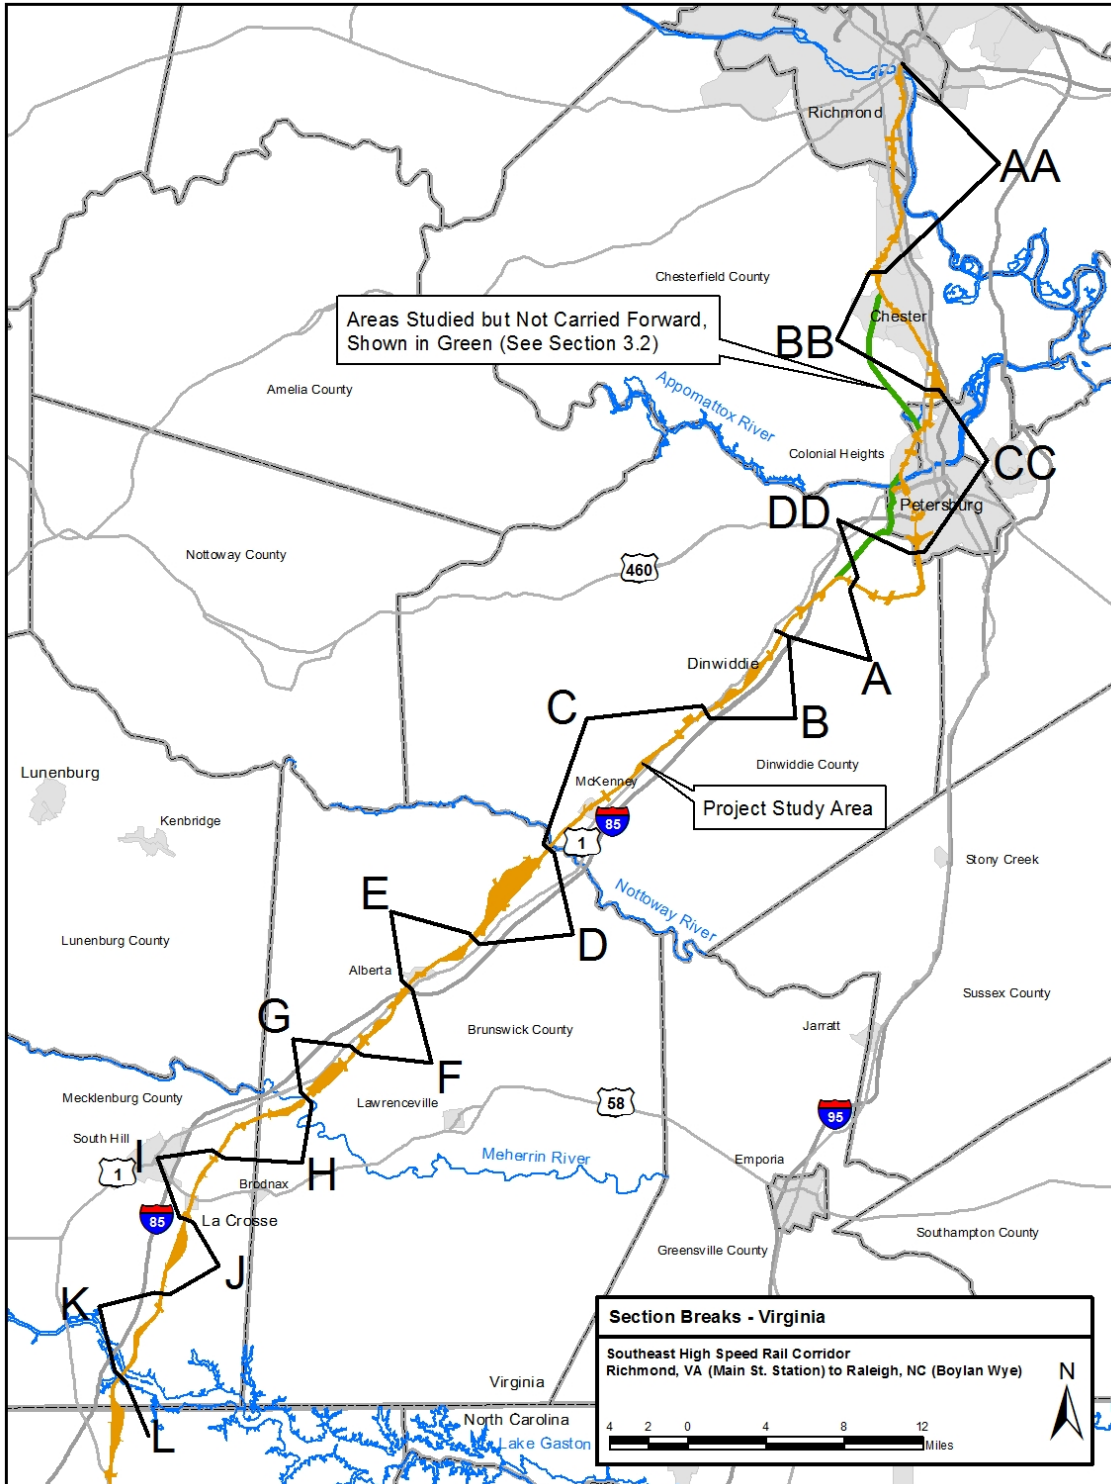 Richmond
AA
Chesterfield County
Areas Studied but Not Carried Forward,
Shown in Green (See Section 3.2)
Chester
BB
Amelia County
Appomattox River
Colonial Heights
CC
DD
Petersburg
Nottoway County
460
Dinwiddie
A
C
B
Lunenburg
Dinwiddie County
McKenney
Project Study Area
Kenbridge
85
1
Stony Creek
Nottoway River
E
D
Lunenburg County
Alberta
Sussex County
G
Brunswick County
Jarratt
F
Mecklenburg County
Lawrenceville
58
95
South Hill
I
1
H
Meherrin River
Emporia
Brodnax
85
La Crosse
Southampton County
Greensville County
J
K
Section Breaks - Virginia
Southeast High Speed Rail Corridor
Richmond, VA (Main St. Station) to Raleigh, NC (Boylan Wye)
N
Virginia
North Carolina
L
Lake Gaston
4 2 0 4 8 12
Miles